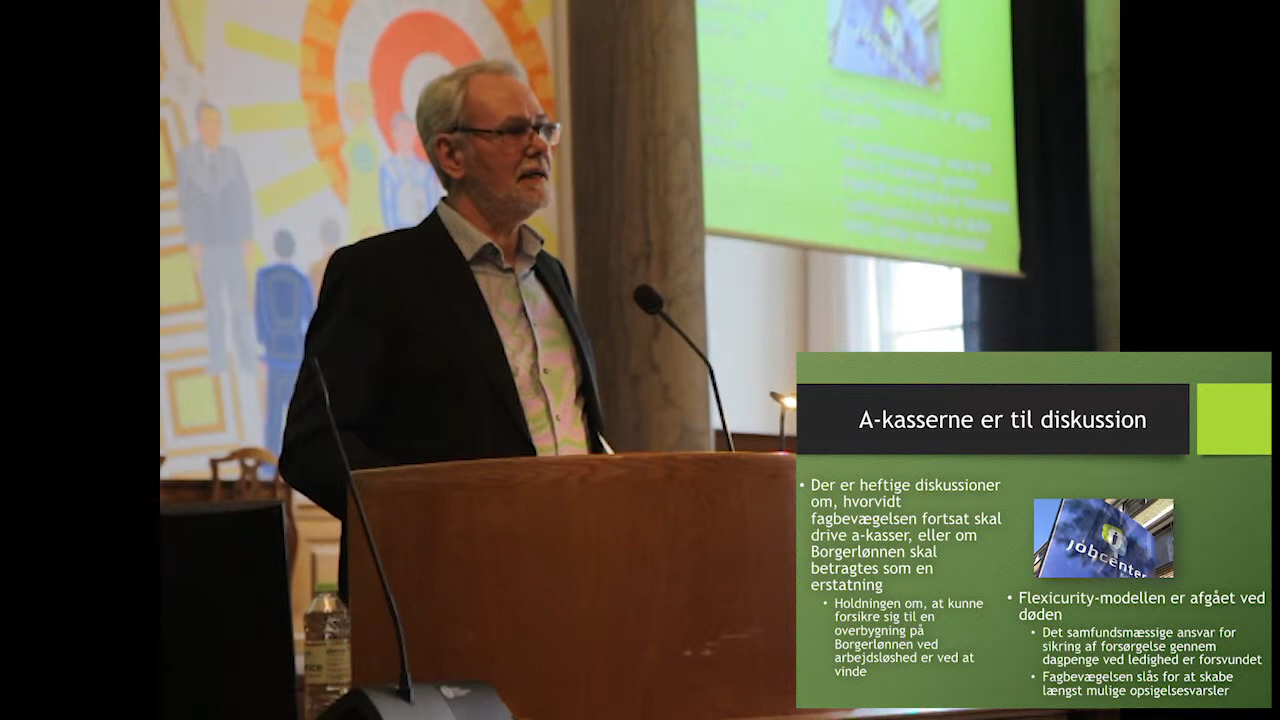 A-kasserne er til diskussion
• Der er heftige diskussioner
om, hvorvidt
fagbevægelsen fortsat skal
drive a-kasser, eller om
Borgerlønnen skal
betragtes som en
erstatning
• Holdningen om, at kunne
forsikre sig til en
overbygning på
Borgerlønnen ved
arbejdsløshed er ved at
vinde
jobcenter
• Flexicurity-modellen er afgået ved
døden
• Det samfundsmæssige ansvar for
sikring af forsørgelse gennem
dagpenge ved ledighed er forsvundet
• Fagbevægelsen slås for at skabe
længst mulige opsigelsesvarsler